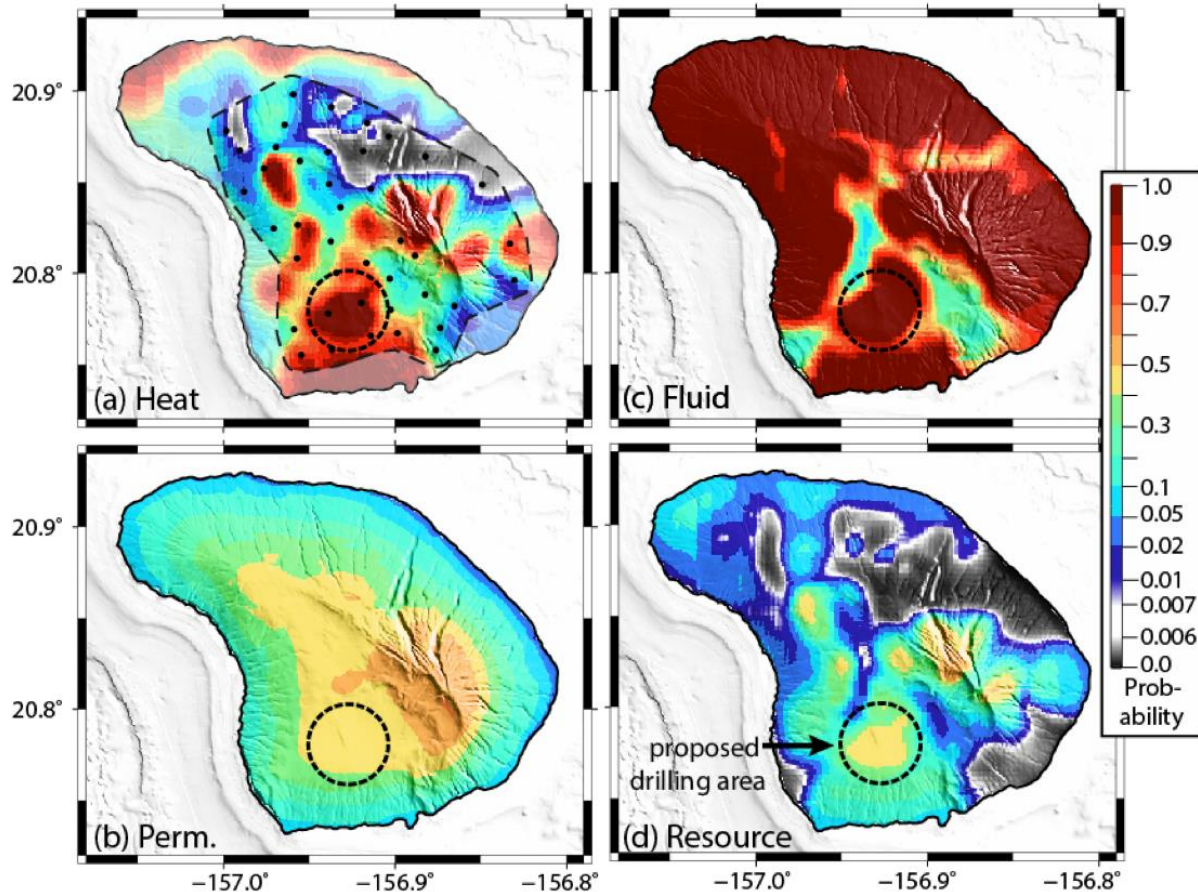 20.9°
20.8°
(a) Heat
(c) Fluid
1.0
0.9
0.7
0.5
0.3
0.1
0.05
0.02
0.01
0.007
0.006
0.0
Prob-
ability
20.9°
20.8°
proposed
drilling area
(b) Perm.
(d) Resource
−157.0° −156.9° −157.0° −156.9° −156.8°